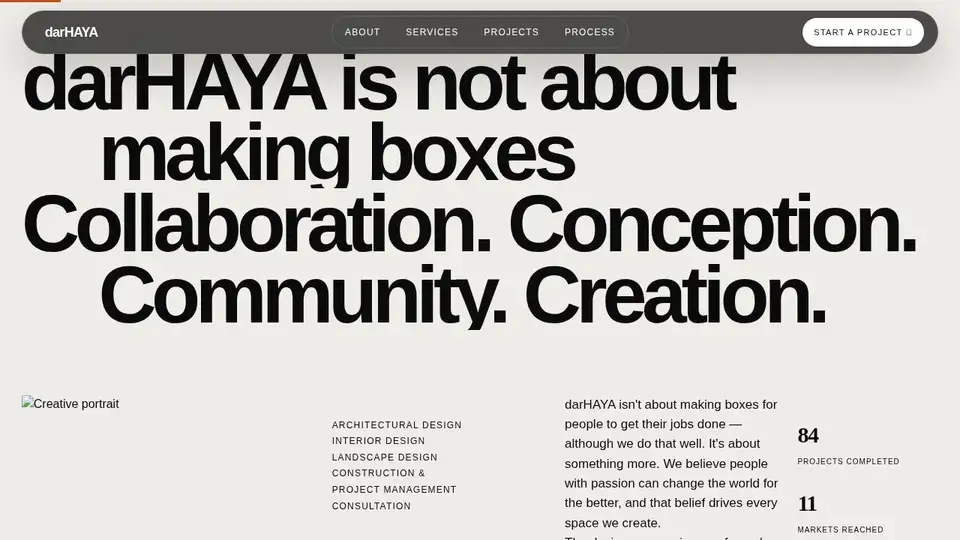 darHAYA
ABOUT
SERVICES
PROJECTS
PROCESS
START A PROJECT
darHAYA is not about
making boxes
Collaboration. Conception.
Community. Creation.
Creative portrait
ARCHITECTURAL DESIGN
INTERIOR DESIGN
LANDSCAPE DESIGN
CONSTRUCTION &
PROJECT MANAGEMENT
CONSULTATION
darHAYA isn't about making boxes for
people to get their jobs done —
although we do that well. It's about
something more. We believe people
with passion can change the world for
the better, and that belief drives every
space we create.
84
PROJECTS COMPLETED
11
MARKETS REACHED